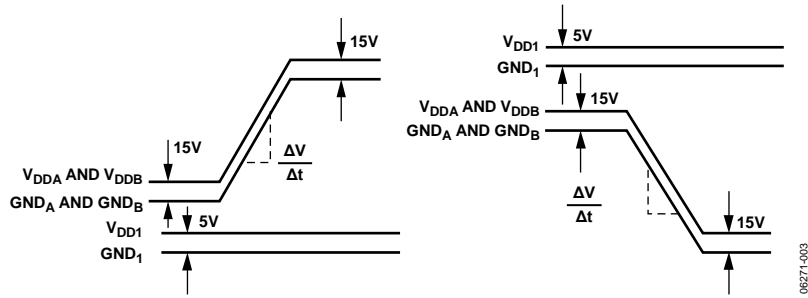 15V
15V
V_DDA AND V_DDB
GND_A AND GND_B
V_DD1
GND_1
5V
ΔV
Δt
V_DD1
GND_1
5V
V_DDA AND V_DDB
GND_A AND GND_B
15V
ΔV
Δt
15V
06271-003